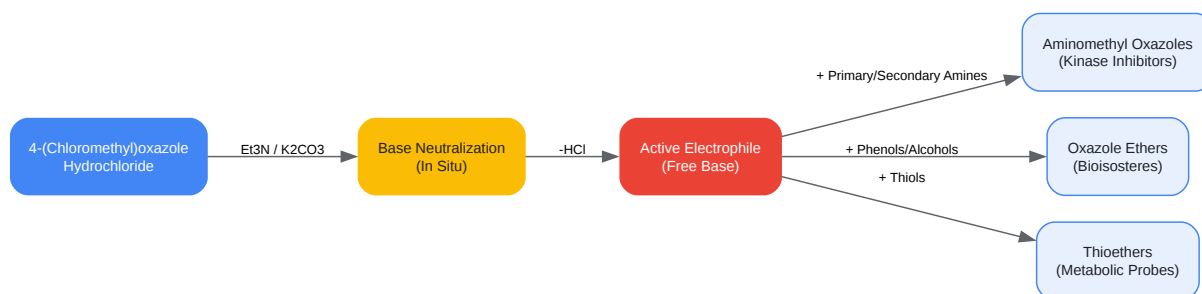 4-(Chloromethyl)oxazole
Hydrochloride
Et3N / K2CO3
Base Neutralization
(In Situ)
-HCl
Active Electrophile
(Free Base)
+ Primary/Secondary Amines
Aminomethyl Oxazoles
(Kinase Inhibitors)
+ Phenols/Alcohols
Oxazole Ethers
(Bioisosteres)
+ Thiols
Thioethers
(Metabolic Probes)